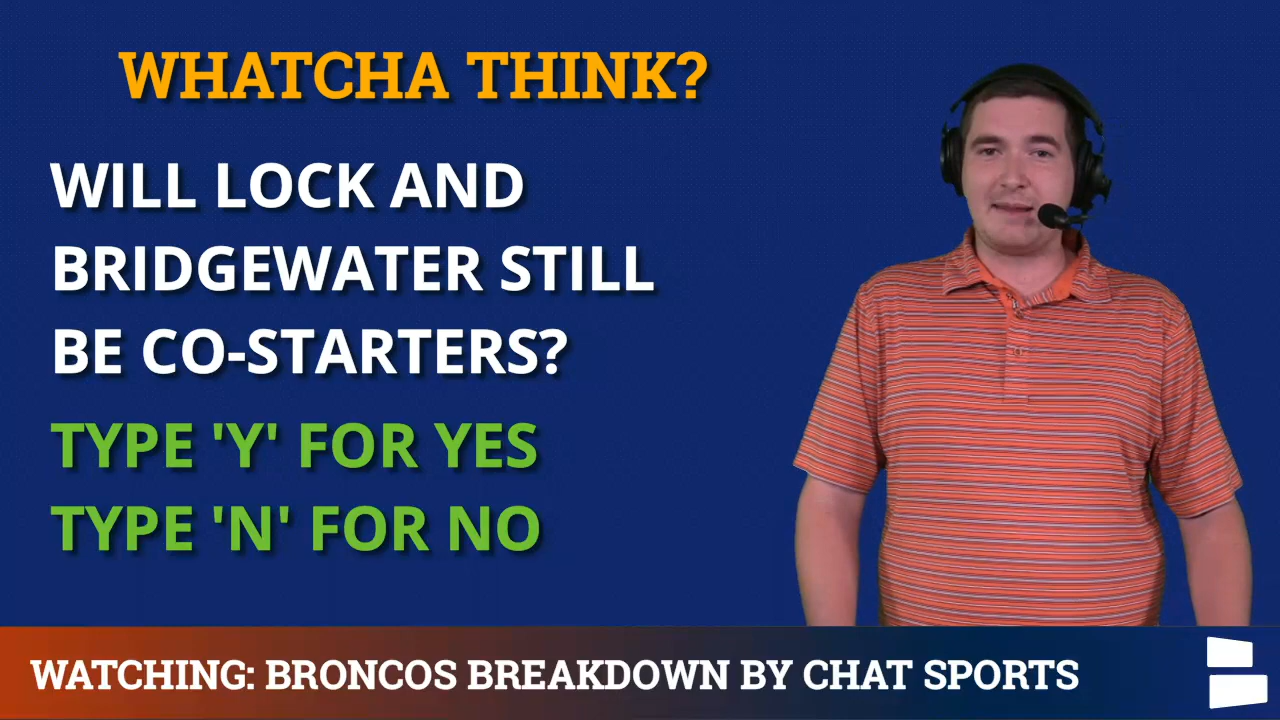 WHATCHA THINK?
WILL LOCK AND
BRIDGEWATER STILL
BE CO-STARTERS?
TYPE 'Y' FOR YES
TYPE 'N' FOR NO
WATCHING: BRONCOS BREAKDOWN BY CHAT SPORTS